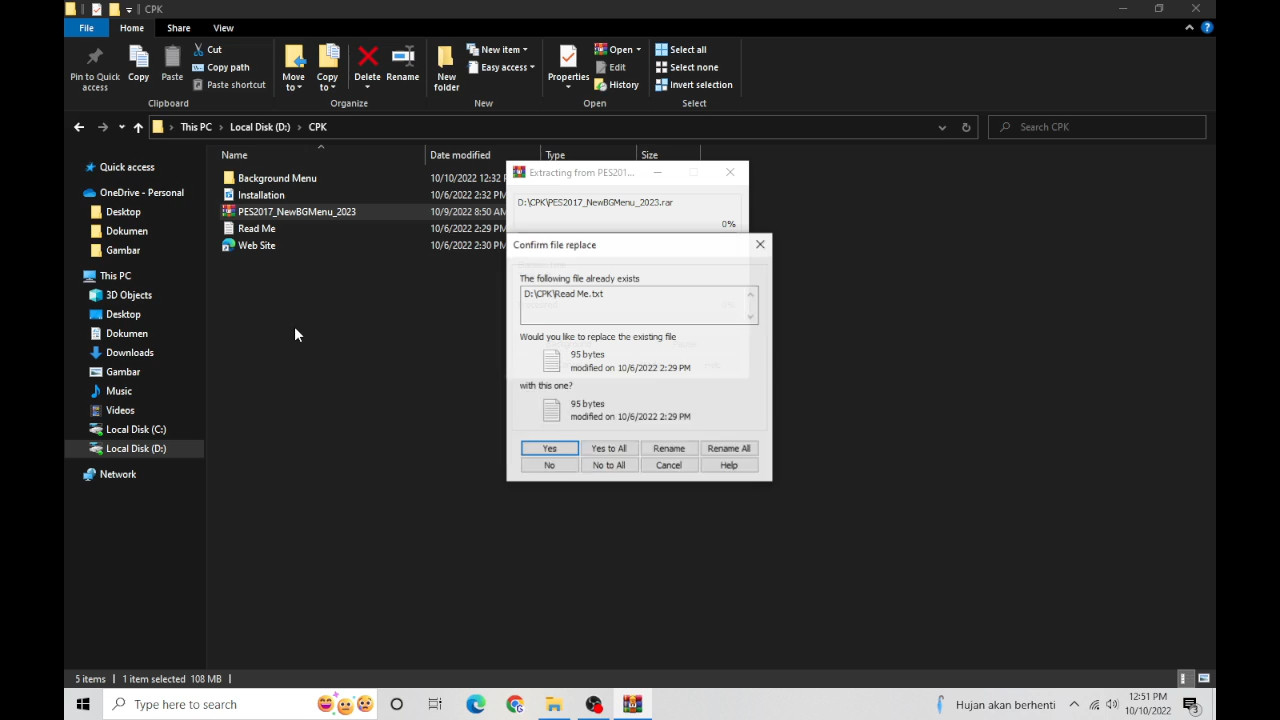 CPK
File
Home
Share
View
Pin to Quick access
Copy
Paste
Cut
Copy path
Paste shortcut
Clipboard
Move to
Copy to
Delete
Rename
Organize
New folder
New item
Easy access
New
Properties
Open
Edit
History
Open
Select all
Select none
Invert selection
Select
This PC > Local Disk (D:) > CPK
Search CPK
Quick access
OneDrive - Personal
Desktop
Dokumen
Gambar
This PC
3D Objects
Desktop
Dokumen
Downloads
Gambar
Music
Videos
Local Disk (C:)
Local Disk (D:)
Network
Name Date modified Type Size
Background Menu 10/10/2022 12:32
Installation 10/6/2022 2:32 PM
PES2017_NewBGMenu_2023 10/9/2022 8:50 AM
Read Me 10/6/2022 2:29 PM
Web Site 10/6/2022 2:30 PM
Extracting from PES201...
D:\CPK\PES2017_NewBGMenu_2023.rar
0%
Confirm file replace
The following file already exists
D:\CPK\Read Me.txt
Would you like to replace the existing file
95 bytes
modified on 10/6/2022 2:29 PM
with this one?
95 bytes
modified on 10/6/2022 2:29 PM
Yes Yes to All Rename Rename All
No No to All Cancel Help
5 items 1 item selected 108 MB
Type here to search
Hujan akan berhenti
12:51 PM
10/10/2022
3